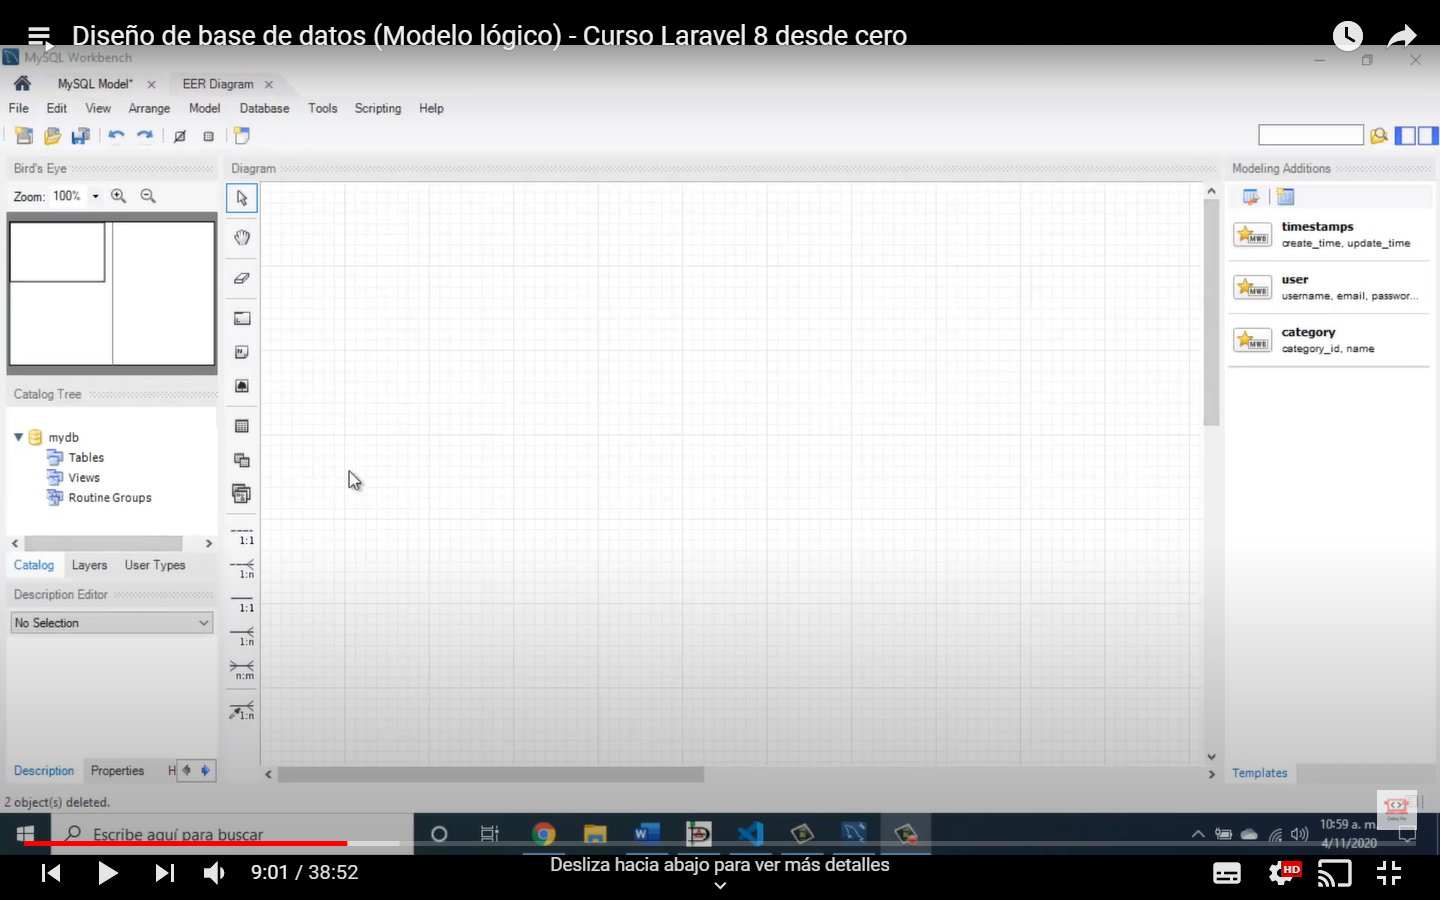 Diseño de base de datos (Modelo lógico) - Curso Laravel 8 desde cero
MySQL Workbench
MySQL Model* EER Diagram
File Edit View Arrange Model Database Tools Scripting Help
Bird's Eye Diagram Modeling Additions
Zoom: 100%
timestamps
create_time, update_time
user
username, email, passwor...
category
category_id, name
Catalog Tree
mydb
Tables
Views
Routine Groups
1:1
1:n
1:1
1:n
n:m
1:n
Catalog Layers User Types
Description Editor
No Selection
Description Properties H
Templates
2 object(s) deleted.
Escribe aquí para buscar
10:59 a. m.
4/11/2020
9:01 / 38:52
Desliza hacia abajo para ver más detalles
HD